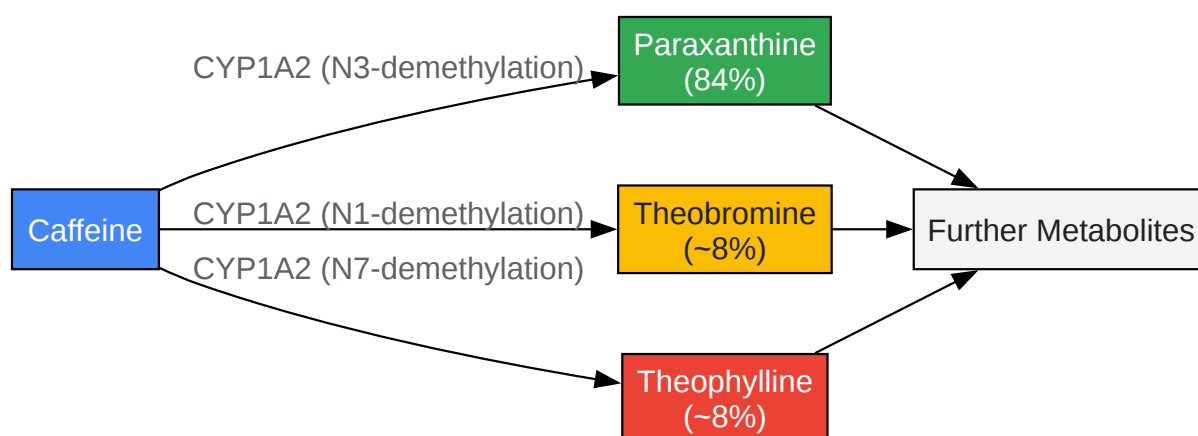 Paraxanthine
(84%)
CYP1A2 (N3-demethylation)
Caffeine
CYP1A2 (N1-demethylation)
Theobromine
(~8%)
Further Metabolites
CYP1A2 (N7-demethylation)
Theophylline
(~8%)